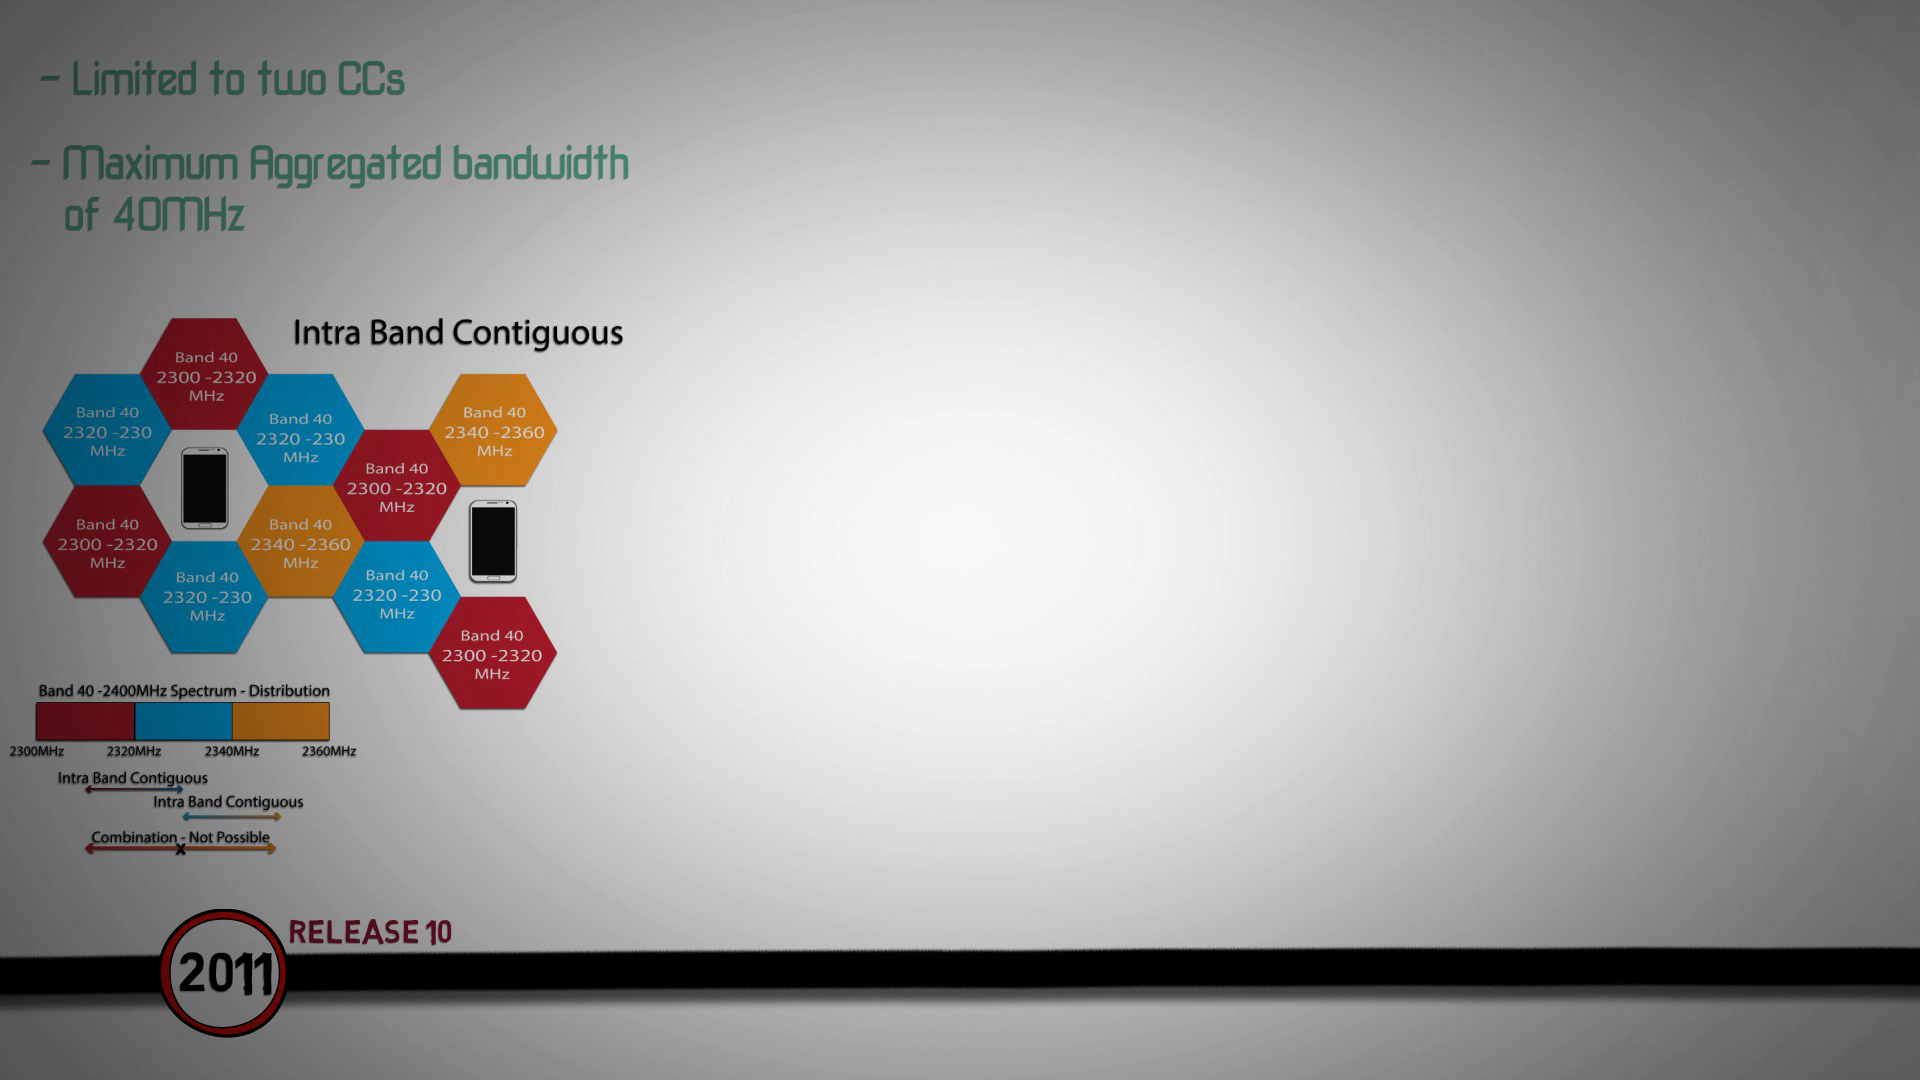 - Limited to two CCs
- Maximum Aggregated bandwidth
of 40MHz
Intra Band Contiguous
Band 40
2300 -2320
MHz
Band 40
2320 -230
MHz
Band 40
2320 -230
MHz
Band 40
2340 -2360
MHz
Band 40
2300 -2320
MHz
Band 40
2300 -2320
MHz
Band 40
2340 -2360
MHz
Band 40
2320 -230
MHz
Band 40
2320 -230
MHz
Band 40
2300 -2320
MHz
Band 40 -2400MHz Spectrum - Distribution
2300MHz 2320MHz 2340MHz 2360MHz
Intra Band Contiguous
Intra Band Contiguous
Combination - Not Possible
x
RELEASE 10
2011